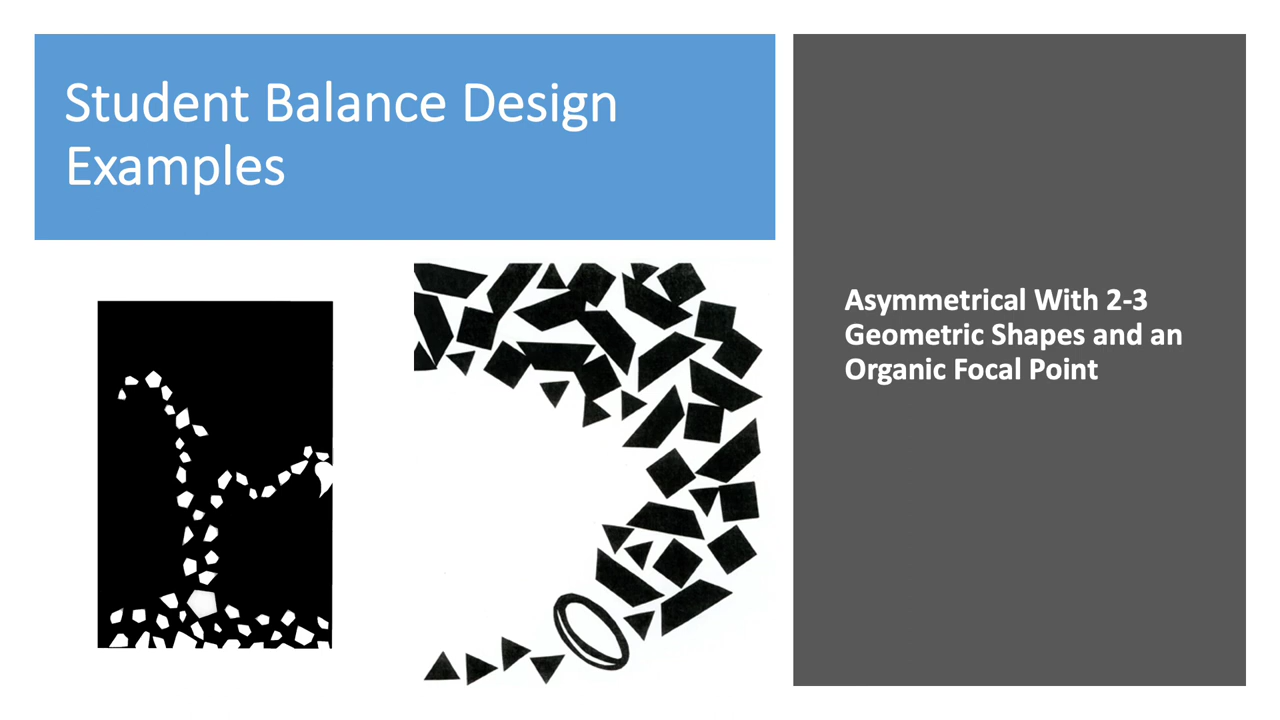 Student Balance Design
Examples
Asymmetrical With 2-3
Geometric Shapes and an
Organic Focal Point